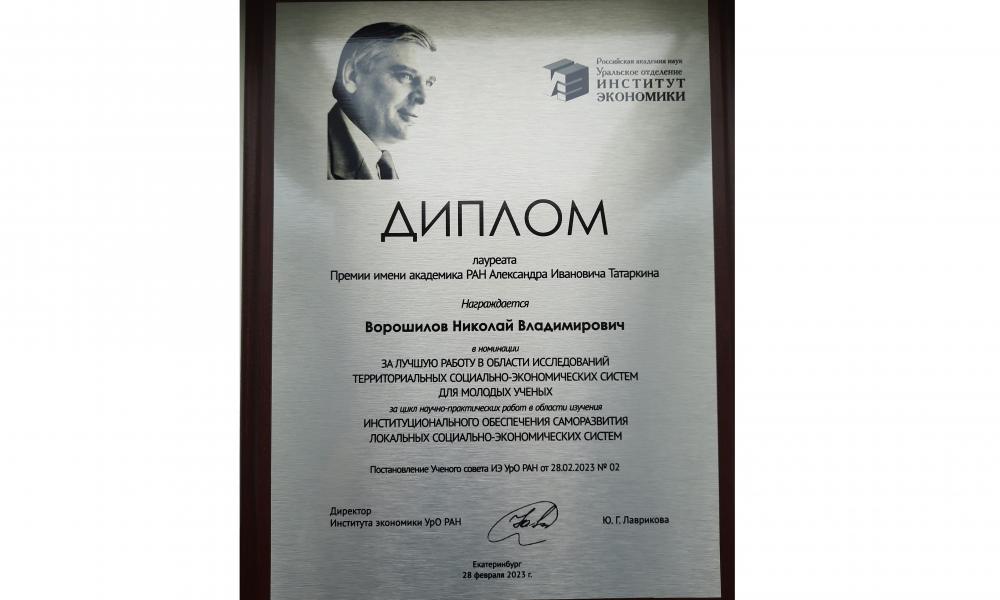 Российская академия наук
Уральское отделение
ИНСТИТУТ
ЭКОНОМИКИ
ДИПЛОМ
лауреата
Премии имени академика РАН Александра Ивановича Татаркина
Награждается
Ворошилов Николай Владимирович
в номинации
ЗА ЛУЧШУЮ РАБОТУ В ОБЛАСТИ ИССЛЕДОВАНИЙ
ТЕРРИТОРИАЛЬНЫХ СОЦИАЛЬНО-ЭКОНОМИЧЕСКИХ СИСТЕМ
ДЛЯ МОЛОДЫХ УЧЕНЫХ
за цикл научно-практических работ в области изучения
ИНСТИТУЦИОНАЛЬНОГО ОБЕСПЕЧЕНИЯ САМОРАЗВИТИЯ
ЛОКАЛЬНЫХ СОЦИАЛЬНО-ЭКОНОМИЧЕСКИХ СИСТЕМ
Постановление Ученого совета ИЭ УрО РАН от 28.02.2023 № 02
Директор
Института экономики УрО РАН
Ю. Г. Лаврикова
Екатеринбург
28 февраля 2023 г.